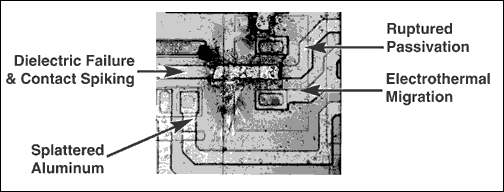 Dielectric Failure
& Contact Spiking
Splattered
Aluminum
Ruptured
Passivation
Electrothermal
Migration